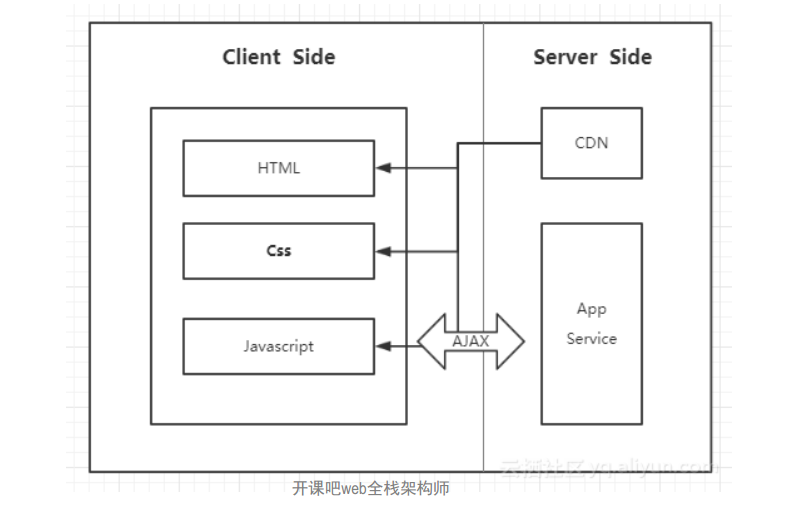 Client Side
Server Side
HTML
CDN
Css
App
Service
Javascript
AJAX
云栖社区 yq.aliyun.com
开课吧web全栈架构师